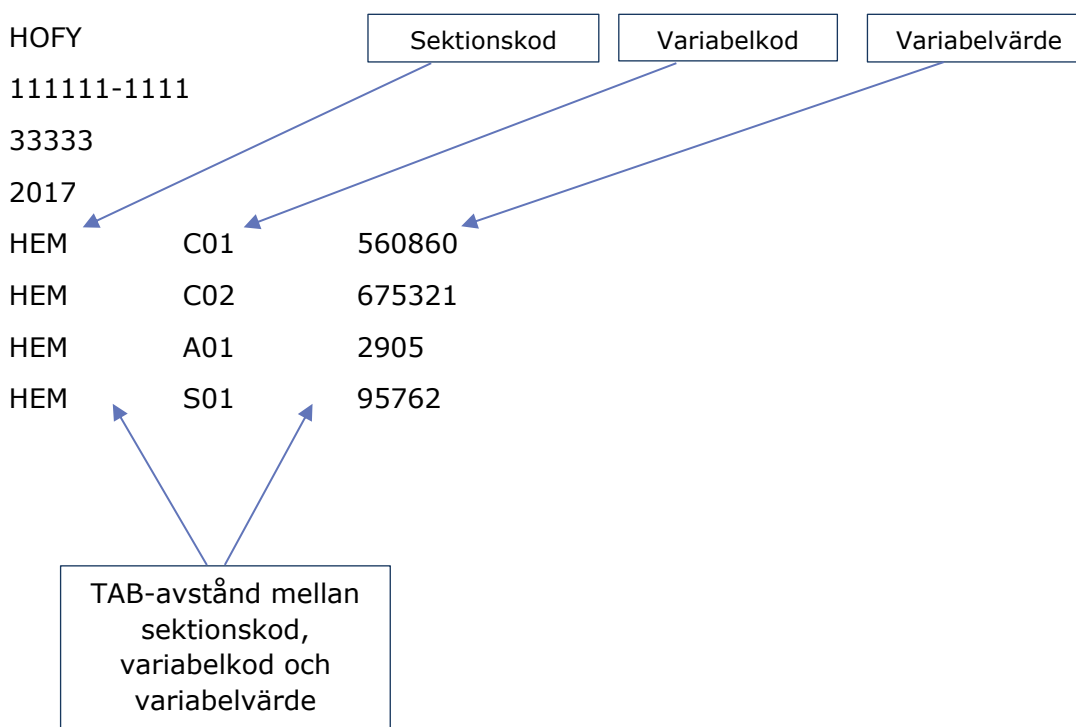 HOFY
Sektionskod
Variabelkod
Variabelvärde
111111-1111
33333
2017
HEM C01 560860
HEM C02 675321
HEM A01 2905
HEM S01 95762
TAB-avstånd mellan
sektionskod,
variabelkod och
variabelvärde